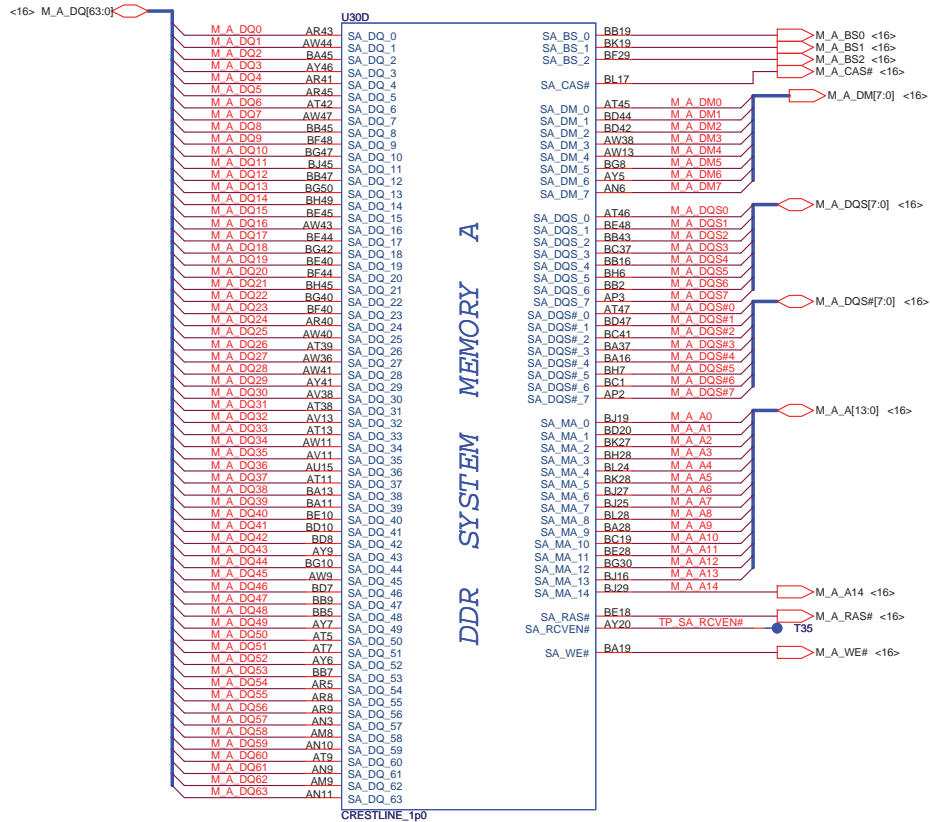 <16> M_A_DQ[63:0]
U30D
M_A_DQ0 AR43 SA_DQ_0
M_A_DQ1 AW44 SA_DQ_1
M_A_DQ2 BA45 SA_DQ_2
M_A_DQ3 AY46 SA_DQ_3
M_A_DQ4 AR41 SA_DQ_4
M_A_DQ5 AR45 SA_DQ_5
M_A_DQ6 AT42 SA_DQ_6
M_A_DQ7 AW47 SA_DQ_7
M_A_DQ8 BB45 SA_DQ_8
M_A_DQ9 BF48 SA_DQ_9
M_A_DQ10 BG47 SA_DQ_10
M_A_DQ11 BJ45 SA_DQ_11
M_A_DQ12 BB47 SA_DQ_12
M_A_DQ13 BG50 SA_DQ_13
M_A_DQ14 BH49 SA_DQ_14
M_A_DQ15 BE45 SA_DQ_15
M_A_DQ16 AW43 SA_DQ_16
M_A_DQ17 BE44 SA_DQ_17
M_A_DQ18 BG42 SA_DQ_18
M_A_DQ19 BE40 SA_DQ_19
M_A_DQ20 BF44 SA_DQ_20
M_A_DQ21 BH45 SA_DQ_21
M_A_DQ22 BG40 SA_DQ_22
M_A_DQ23 BF40 SA_DQ_23
M_A_DQ24 AR40 SA_DQ_24
M_A_DQ25 AW40 SA_DQ_25
M_A_DQ26 AT39 SA_DQ_26
M_A_DQ27 AW36 SA_DQ_27
M_A_DQ28 AW41 SA_DQ_28
M_A_DQ29 AY41 SA_DQ_29
M_A_DQ30 AV38 SA_DQ_30
M_A_DQ31 AT38 SA_DQ_31
M_A_DQ32 AV13 SA_DQ_32
M_A_DQ33 AT13 SA_DQ_33
M_A_DQ34 AW11 SA_DQ_34
M_A_DQ35 AV11 SA_DQ_35
M_A_DQ36 AU15 SA_DQ_36
M_A_DQ37 AT11 SA_DQ_37
M_A_DQ38 BA13 SA_DQ_38
M_A_DQ39 BA11 SA_DQ_39
M_A_DQ40 BE10 SA_DQ_40
M_A_DQ41 BD10 SA_DQ_41
M_A_DQ42 BD8 SA_DQ_42
M_A_DQ43 AY9 SA_DQ_43
M_A_DQ44 BG10 SA_DQ_44
M_A_DQ45 AW9 SA_DQ_45
M_A_DQ46 BD7 SA_DQ_46
M_A_DQ47 BB9 SA_DQ_47
M_A_DQ48 BB5 SA_DQ_48
M_A_DQ49 AY7 SA_DQ_49
M_A_DQ50 AT5 SA_DQ_50
M_A_DQ51 AT7 SA_DQ_51
M_A_DQ52 AY6 SA_DQ_52
M_A_DQ53 BB7 SA_DQ_53
M_A_DQ54 AR5 SA_DQ_54
M_A_DQ55 AR8 SA_DQ_55
M_A_DQ56 AR9 SA_DQ_56
M_A_DQ57 AN3 SA_DQ_57
M_A_DQ58 AM8 SA_DQ_58
M_A_DQ59 AN10 SA_DQ_59
M_A_DQ60 AT9 SA_DQ_60
M_A_DQ61 AN9 SA_DQ_61
M_A_DQ62 AM9 SA_DQ_62
M_A_DQ63 AN11 SA_DQ_63
DDR SYSTEM MEMORY A
SA_BS_0 BB19 M_A_BS0 <16>
SA_BS_1 BK19 M_A_BS1 <16>
SA_BS_2 BF29 M_A_BS2 <16>
SA_CAS# BL17 M_A_CAS# <16>
M_A_DM[7:0] <16>
SA_DM_0 AT45 M_A_DM0
SA_DM_1 BD44 M_A_DM1
SA_DM_2 BD42 M_A_DM2
SA_DM_3 AW38 M_A_DM3
SA_DM_4 AW13 M_A_DM4
SA_DM_5 BG8 M_A_DM5
SA_DM_6 AY5 M_A_DM6
SA_DM_7 AN6 M_A_DM7
M_A_DQS[7:0] <16>
SA_DQS_0 AT46 M_A_DQS0
SA_DQS_1 BE48 M_A_DQS1
SA_DQS_2 BB43 M_A_DQS2
SA_DQS_3 BC37 M_A_DQS3
SA_DQS_4 BB16 M_A_DQS4
SA_DQS_5 BH6 M_A_DQS5
SA_DQS_6 BB2 M_A_DQS6
SA_DQS_7 AP3 M_A_DQS7
M_A_DQS#[7:0] <16>
SA_DQS#_0 AT47 M_A_DQS#0
SA_DQS#_1 BD47 M_A_DQS#1
SA_DQS#_2 BC41 M_A_DQS#2
SA_DQS#_3 BA37 M_A_DQS#3
SA_DQS#_4 BA16 M_A_DQS#4
SA_DQS#_5 BH7 M_A_DQS#5
SA_DQS#_6 BC1 M_A_DQS#6
SA_DQS#_7 AP2 M_A_DQS#7
M_A_A[13:0] <16>
SA_MA_0 BJ19 M_A_A0
SA_MA_1 BD20 M_A_A1
SA_MA_2 BK27 M_A_A2
SA_MA_3 BH28 M_A_A3
SA_MA_4 BL24 M_A_A4
SA_MA_5 BK28 M_A_A5
SA_MA_6 BJ27 M_A_A6
SA_MA_7 BJ25 M_A_A7
SA_MA_8 BL28 M_A_A8
SA_MA_9 BA28 M_A_A9
SA_MA_10 BC19 M_A_A10
SA_MA_11 BE28 M_A_A11
SA_MA_12 BG30 M_A_A12
SA_MA_13 BJ16 M_A_A13
SA_MA_14 BJ29 M_A_A14 M_A_A14 <16>
SA_RAS# BE18 M_A_RAS# <16>
SA_RCVEN# AY20 TP_SA_RCVEN# T35
SA_WE# BA19 M_A_WE# <16>
CRESTLINE_1p0